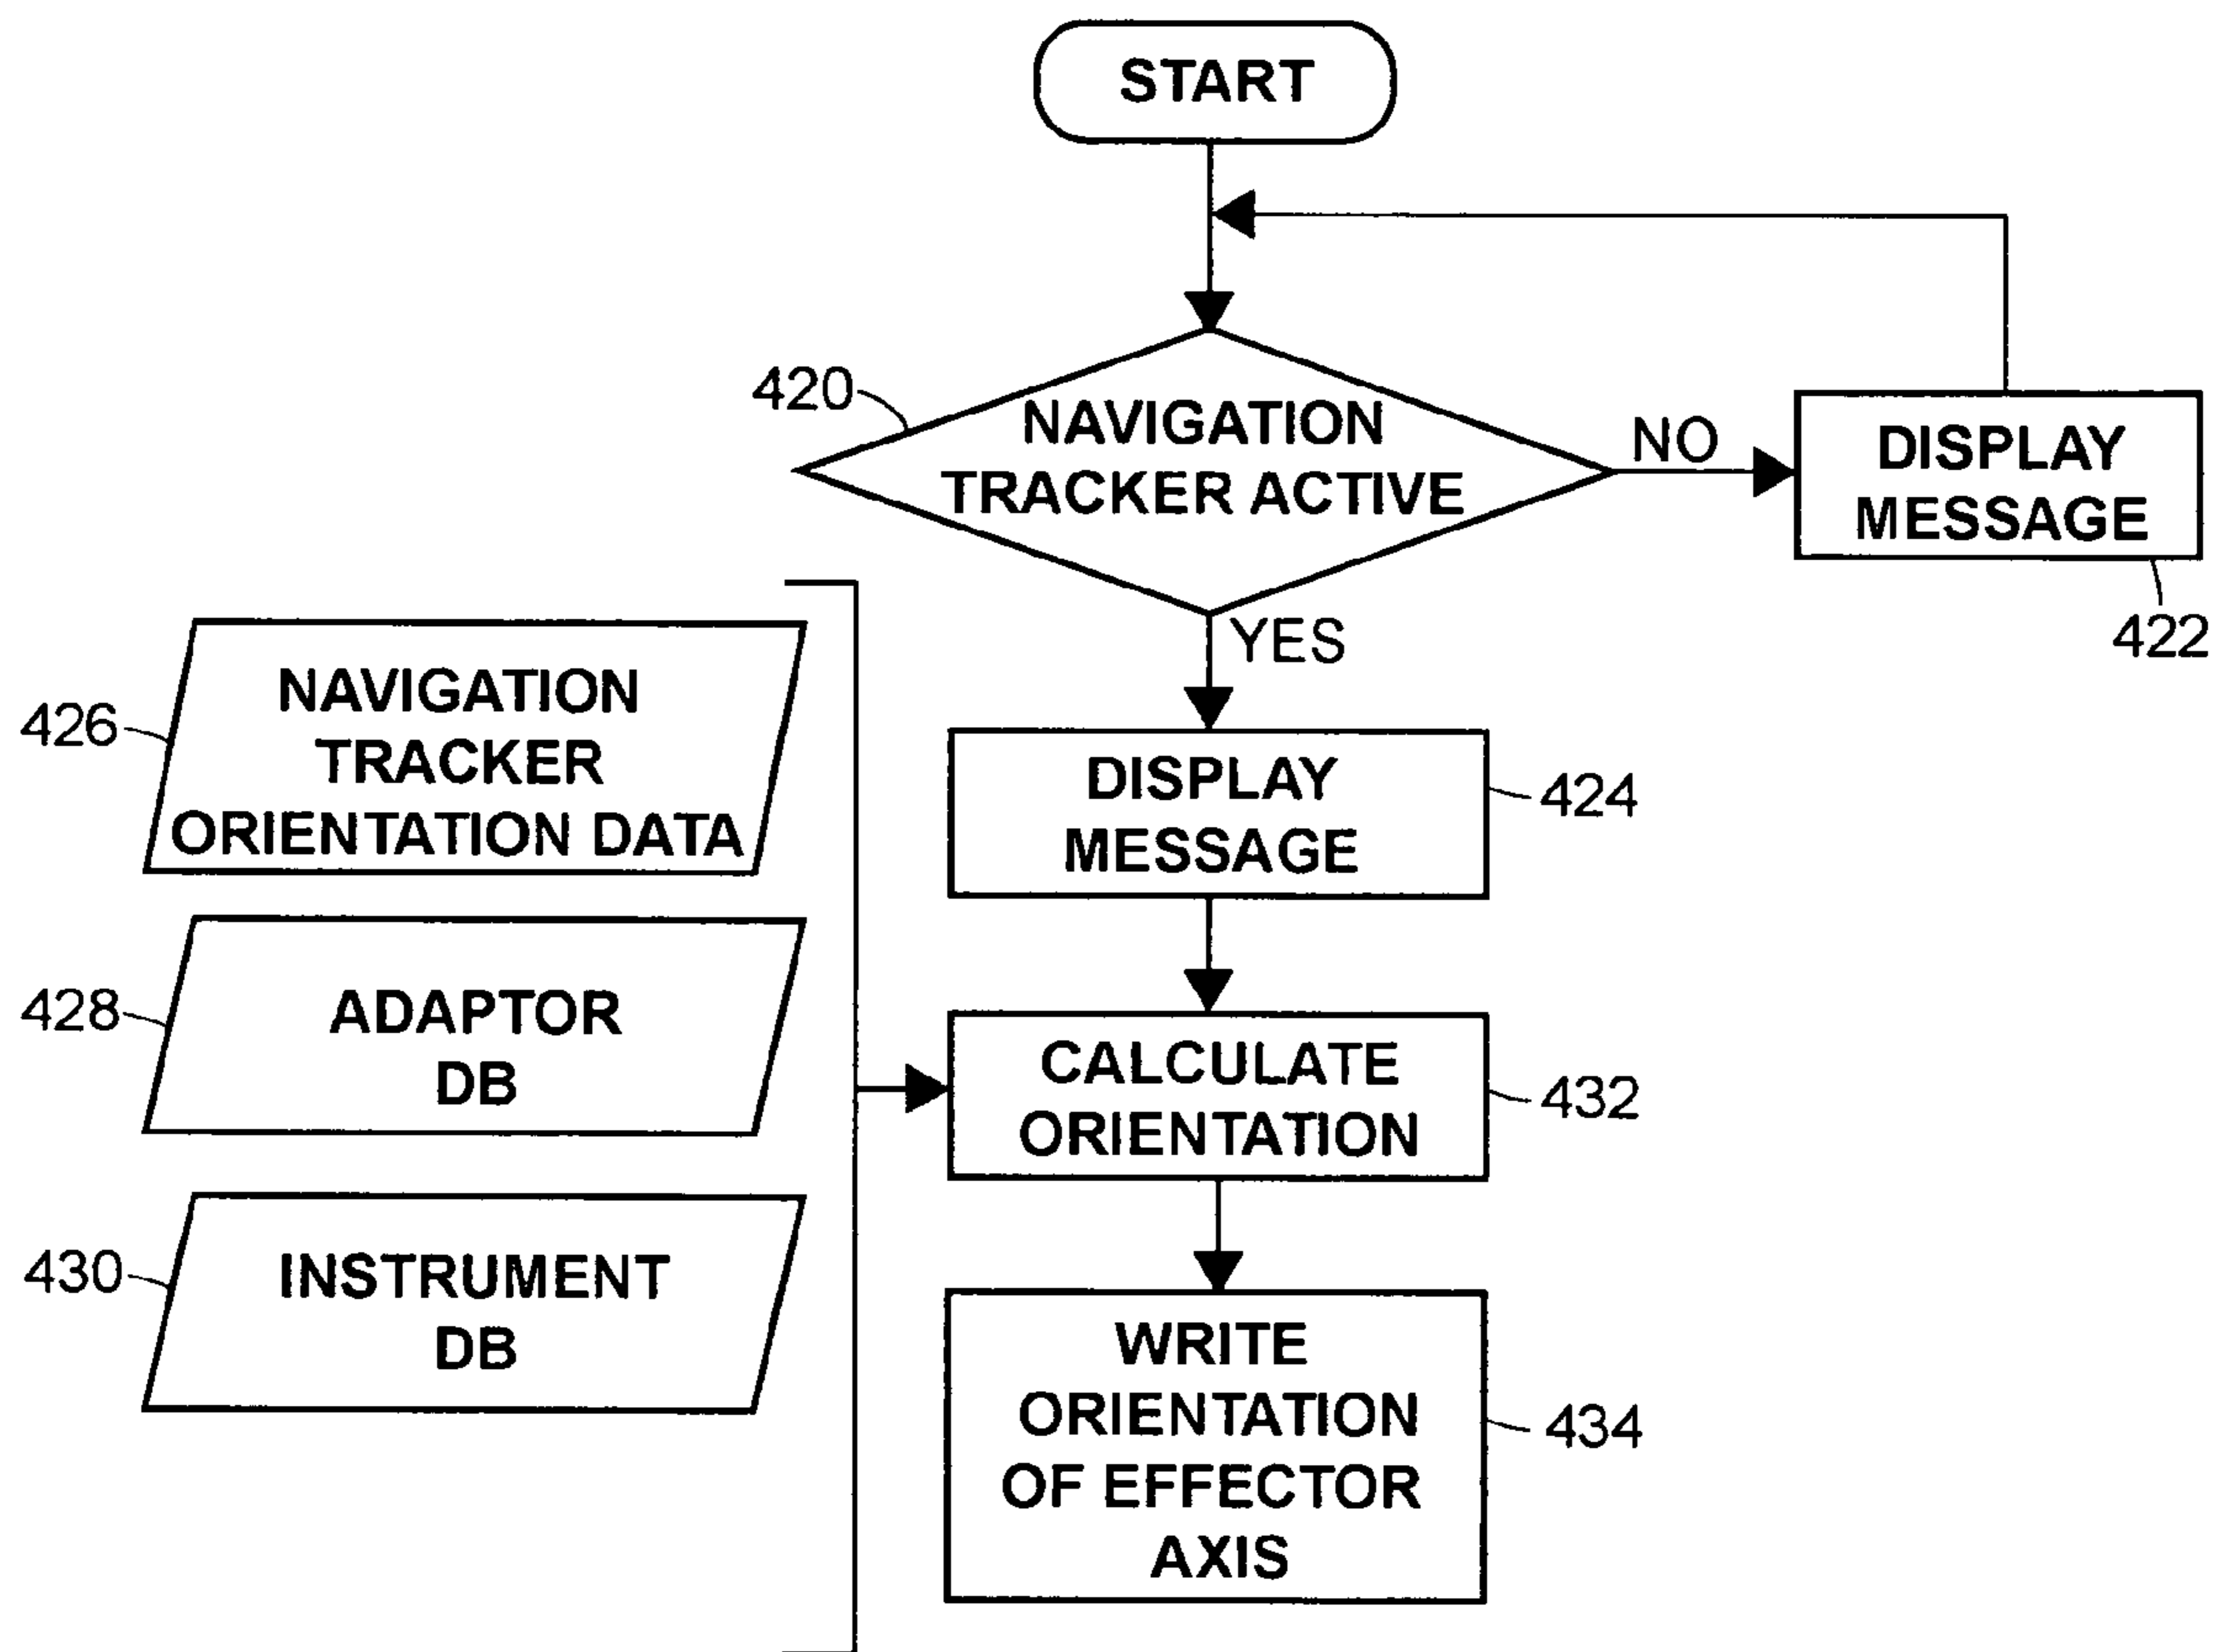 START
420
NAVIGATION
TRACKER ACTIVE
NO
DISPLAY
MESSAGE
422
YES
426
NAVIGATION
TRACKER
ORIENTATION DATA
DISPLAY
MESSAGE
424
428
ADAPTOR
DB
CALCULATE
ORIENTATION
432
430
INSTRUMENT
DB
WRITE
ORIENTATION
OF EFFECTOR
AXIS
434